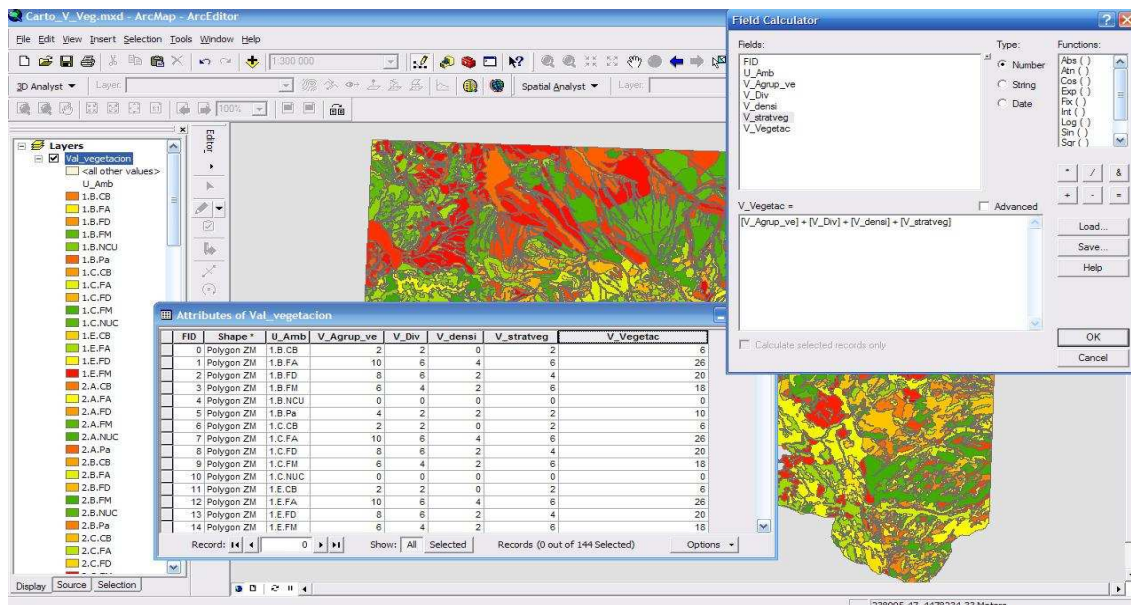 Carto_V_Veg.mxd - ArcMap - ArcEditor
File Edit View Insert Selection Tools Window Help
1:300 000
3D Analyst Layer: Spatial Analyst Layer:
100%
Editor
Layers
Val_vegetacion
<all other values>
U_Amb
1.B.CB
1.B.FA
1.B.FD
1.B.FM
1.B.NCU
1.B.Pa
1.C.CB
1.C.FA
1.C.FD
1.C.FM
1.C.NUC
1.E.CB
1.E.FA
1.E.FD
1.E.FM
2.A.CB
2.A.FA
2.A.FD
2.A.FM
2.A.NUC
2.A.Pa
2.B.CB
2.B.FA
2.B.FD
2.B.FM
2.B.NUC
2.B.Pa
2.C.CB
2.C.FA
2.C.FD
Display Source Selection
Attributes of Val_vegetacion
FID Shape * U_Amb V_Agrup_ve V_Div V_densi V_stratveg V_Vegetac
0 Polygon ZM 1.B.CB 2 2 0 2 6
1 Polygon ZM 1.B.FA 10 6 4 6 26
2 Polygon ZM 1.B.FD 8 6 2 4 20
3 Polygon ZM 1.B.FM 6 4 2 6 18
4 Polygon ZM 1.B.NCU 0 0 0 0 0
5 Polygon ZM 1.B.Pa 4 2 2 2 10
6 Polygon ZM 1.C.CB 2 2 0 2 6
7 Polygon ZM 1.C.FA 10 6 4 6 26
8 Polygon ZM 1.C.FD 8 6 2 4 20
9 Polygon ZM 1.C.FM 6 4 2 6 18
10 Polygon ZM 1.C.NUC 0 0 0 0 0
11 Polygon ZM 1.E.CB 2 2 0 2 6
12 Polygon ZM 1.E.FA 10 6 4 6 26
13 Polygon ZM 1.E.FD 8 6 2 4 20
14 Polygon ZM 1.E.FM 6 4 2 6 18
Record: 0 Show: All Selected Records (0 out of 144 Selected) Options
Field Calculator
Fields: Type: Functions:
FID
U_Amb
V_Agrup_ve
V_Div
V_densi
V_stratveg
V_Vegetac
Number
String
Date
Abs ( )
Atn ( )
Cos ( )
Exp ( )
Fix ( )
Int ( )
Log ( )
Sin ( )
Sqr ( )
* / &
+ - =
V_Vegetac = Advanced
[V_Agrup_ve] + [V_Div] + [V_densi] + [V_stratveg]
Load...
Save...
Help
Calculate selected records only
OK
Cancel